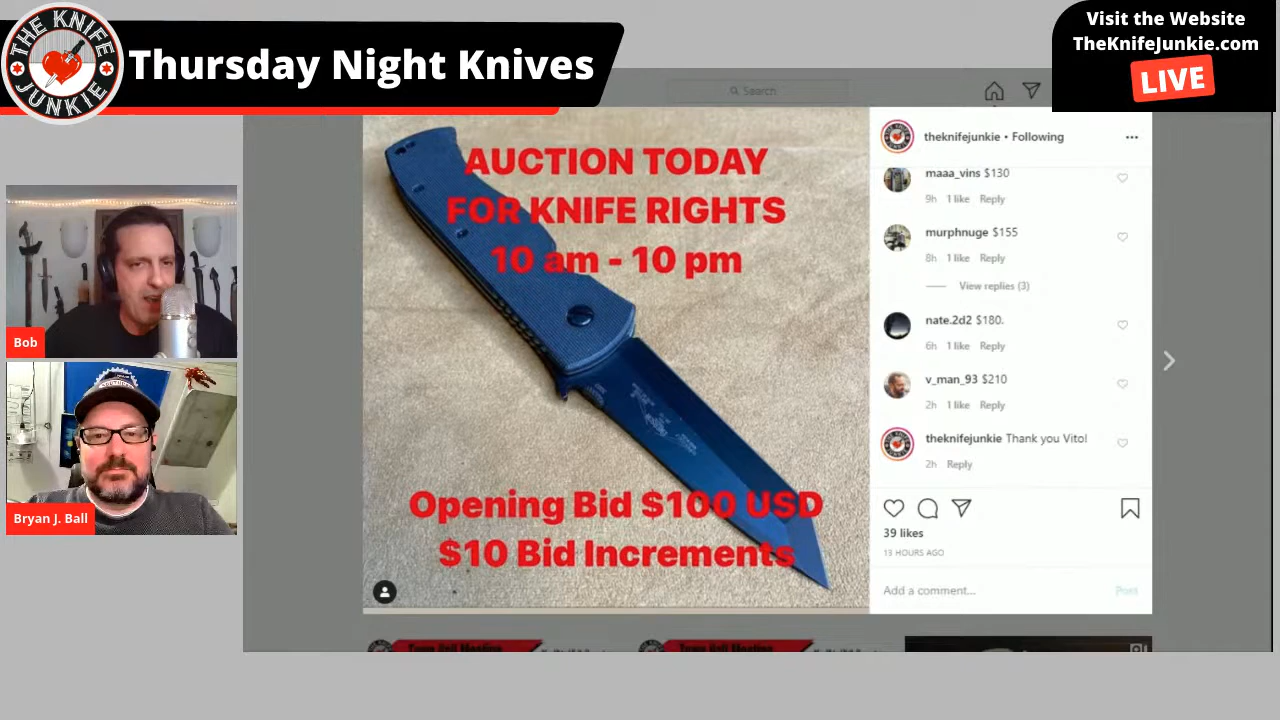 THE KNIFE
JUNKIE
Thursday Night Knives
Visit the Website
TheKnifeJunkie.com
LIVE
Search
Bob
Bryan J. Ball
AUCTION TODAY
FOR KNIFE RIGHTS
10 am - 10 pm
Opening Bid $100 USD
$10 Bid Increments
theknifejunkie • Following
maaa_vins $130
9h 1 like Reply
murphnuge $155
8h 1 like Reply
View replies (3)
nate.2d2 $180.
6h 1 like Reply
v_man_93 $210
2h 1 like Reply
theknifejunkie Thank you Vito!
2h Reply
39 likes
13 HOURS AGO
Add a comment...
Post
Town Hall Meeting
Town Hall Meeting